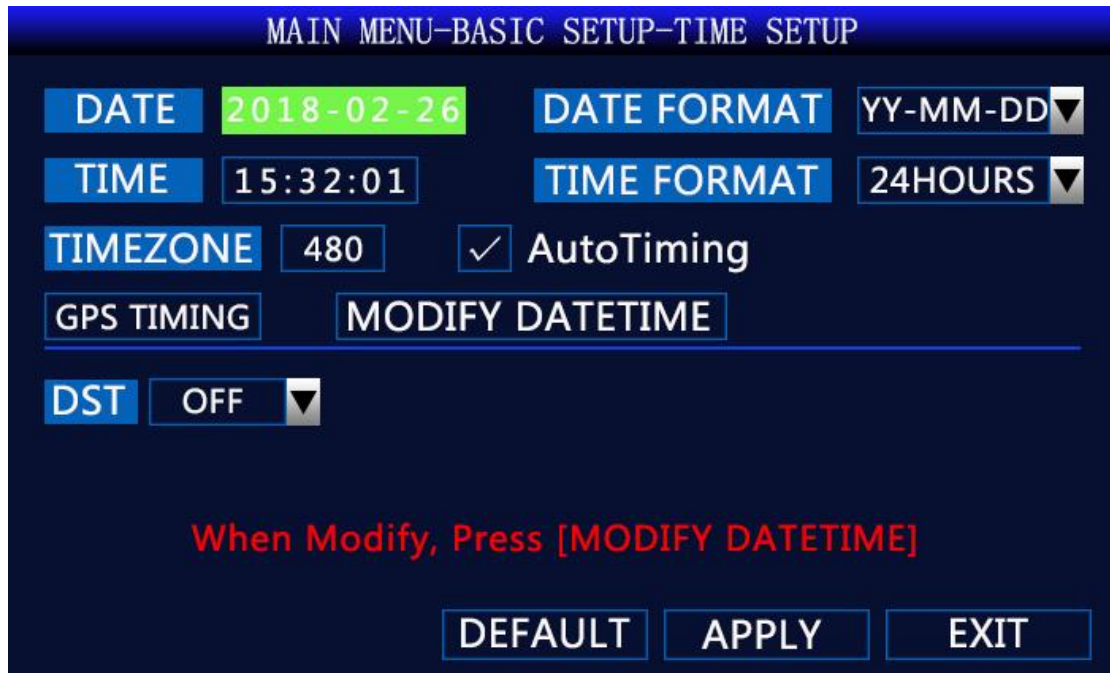 MAIN MENU-BASIC SETUP-TIME SETUP
DATE 2018-02-26 DATE FORMAT YY-MM-DD
TIME 15:32:01 TIME FORMAT 24HOURS
TIMEZONE 480 AutoTiming
GPS TIMING MODIFY DATETIME
DST OFF
When Modify, Press [MODIFY DATETIME]
DEFAULT APPLY EXIT